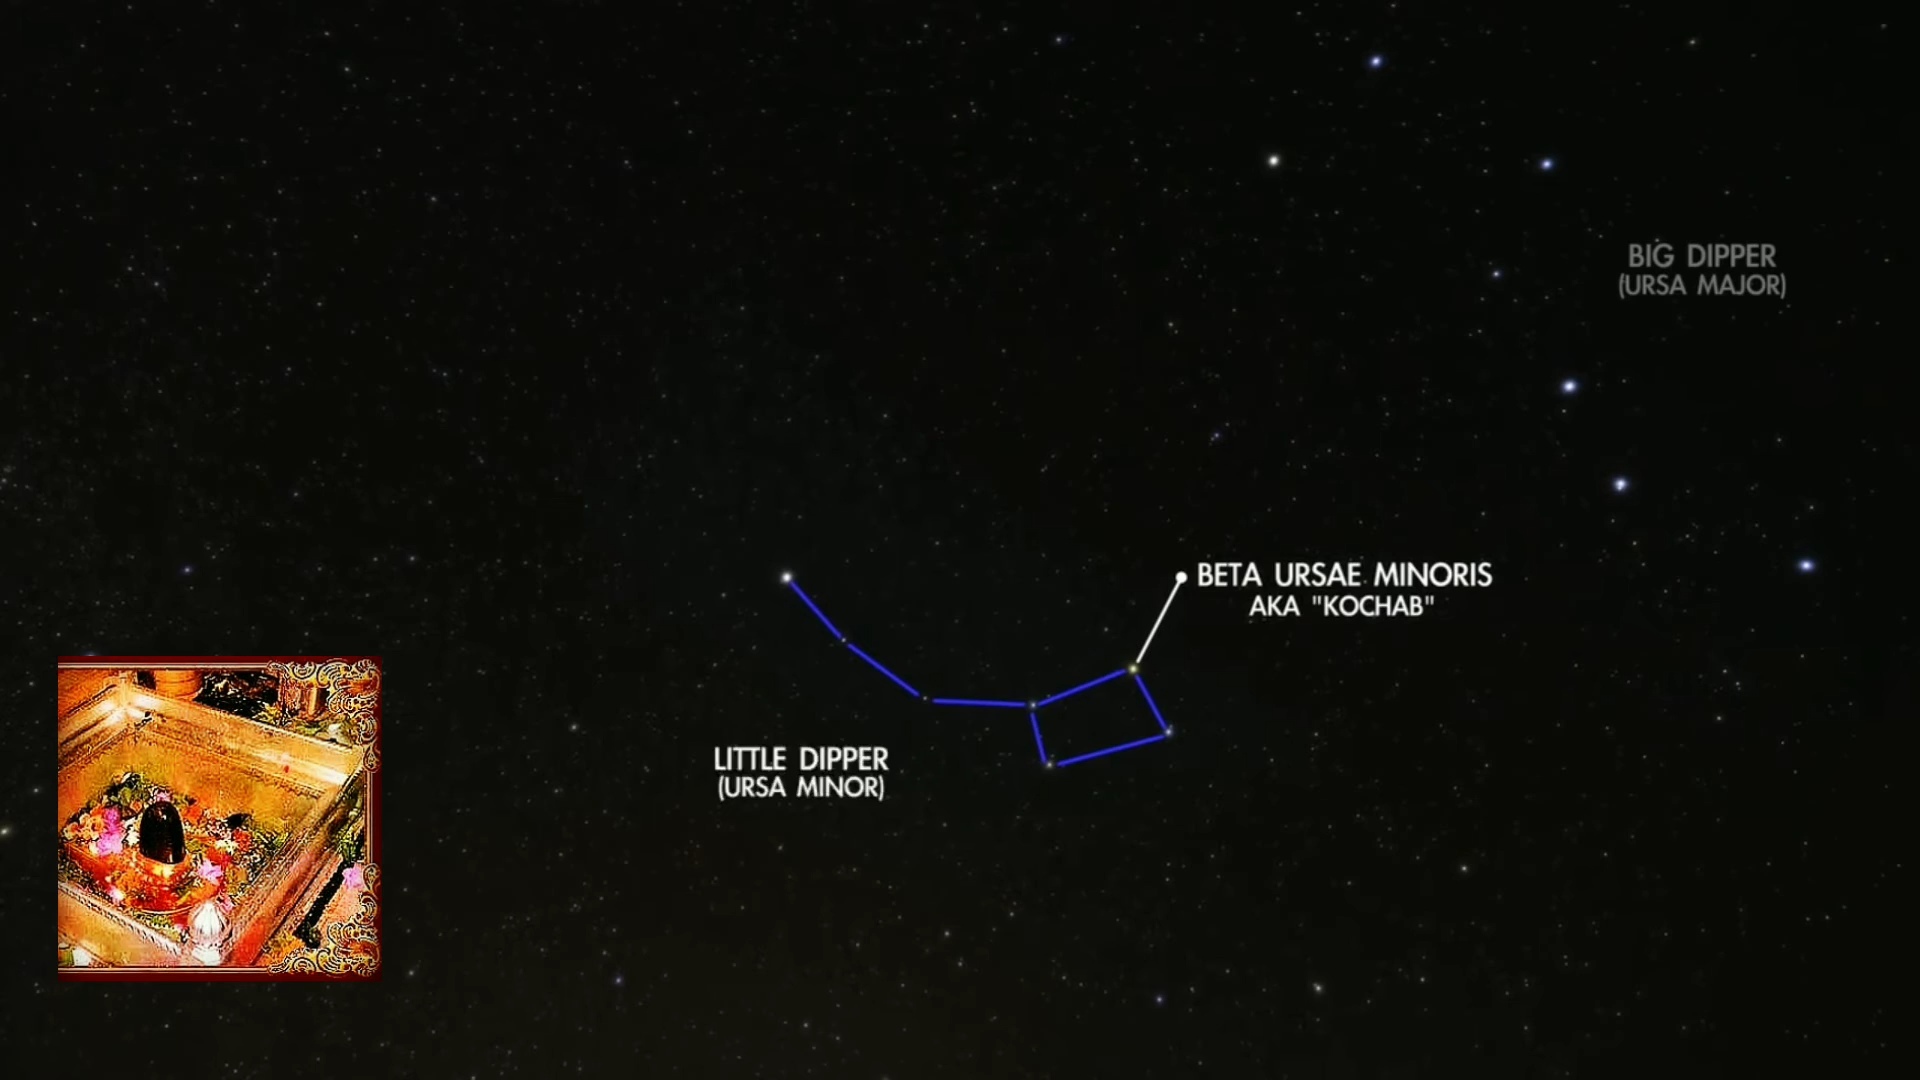 BIG DIPPER
(URSA MAJOR)
BETA URSAE MINORIS
AKA "KOCHAB"
LITTLE DIPPER
(URSA MINOR)